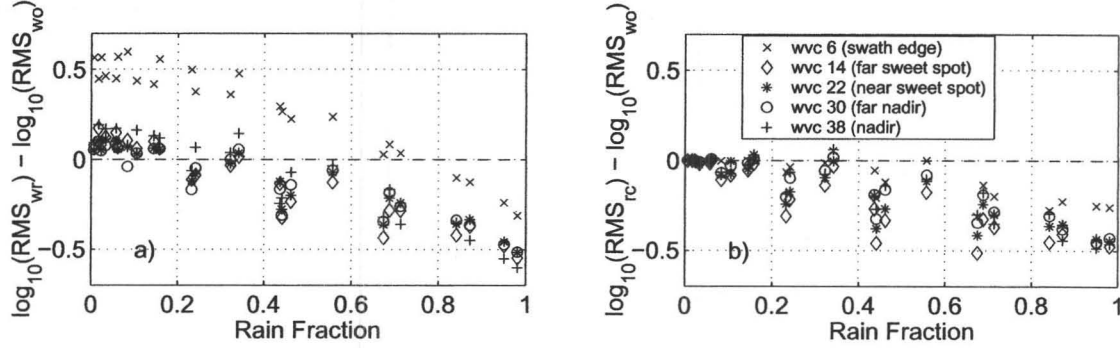 log10(RMSwr) − log10(RMSwo)
0.5
0
−0.5
a)
0 0.2 0.4 0.6 0.8 1
Rain Fraction
log10(RMSrc) − log10(RMSwo)
0.5
0
−0.5
× wvc 6 (swath edge)
◇ wvc 14 (far sweet spot)
* wvc 22 (near sweet spot)
○ wvc 30 (far nadir)
+ wvc 38 (nadir)
b)
0 0.2 0.4 0.6 0.8 1
Rain Fraction